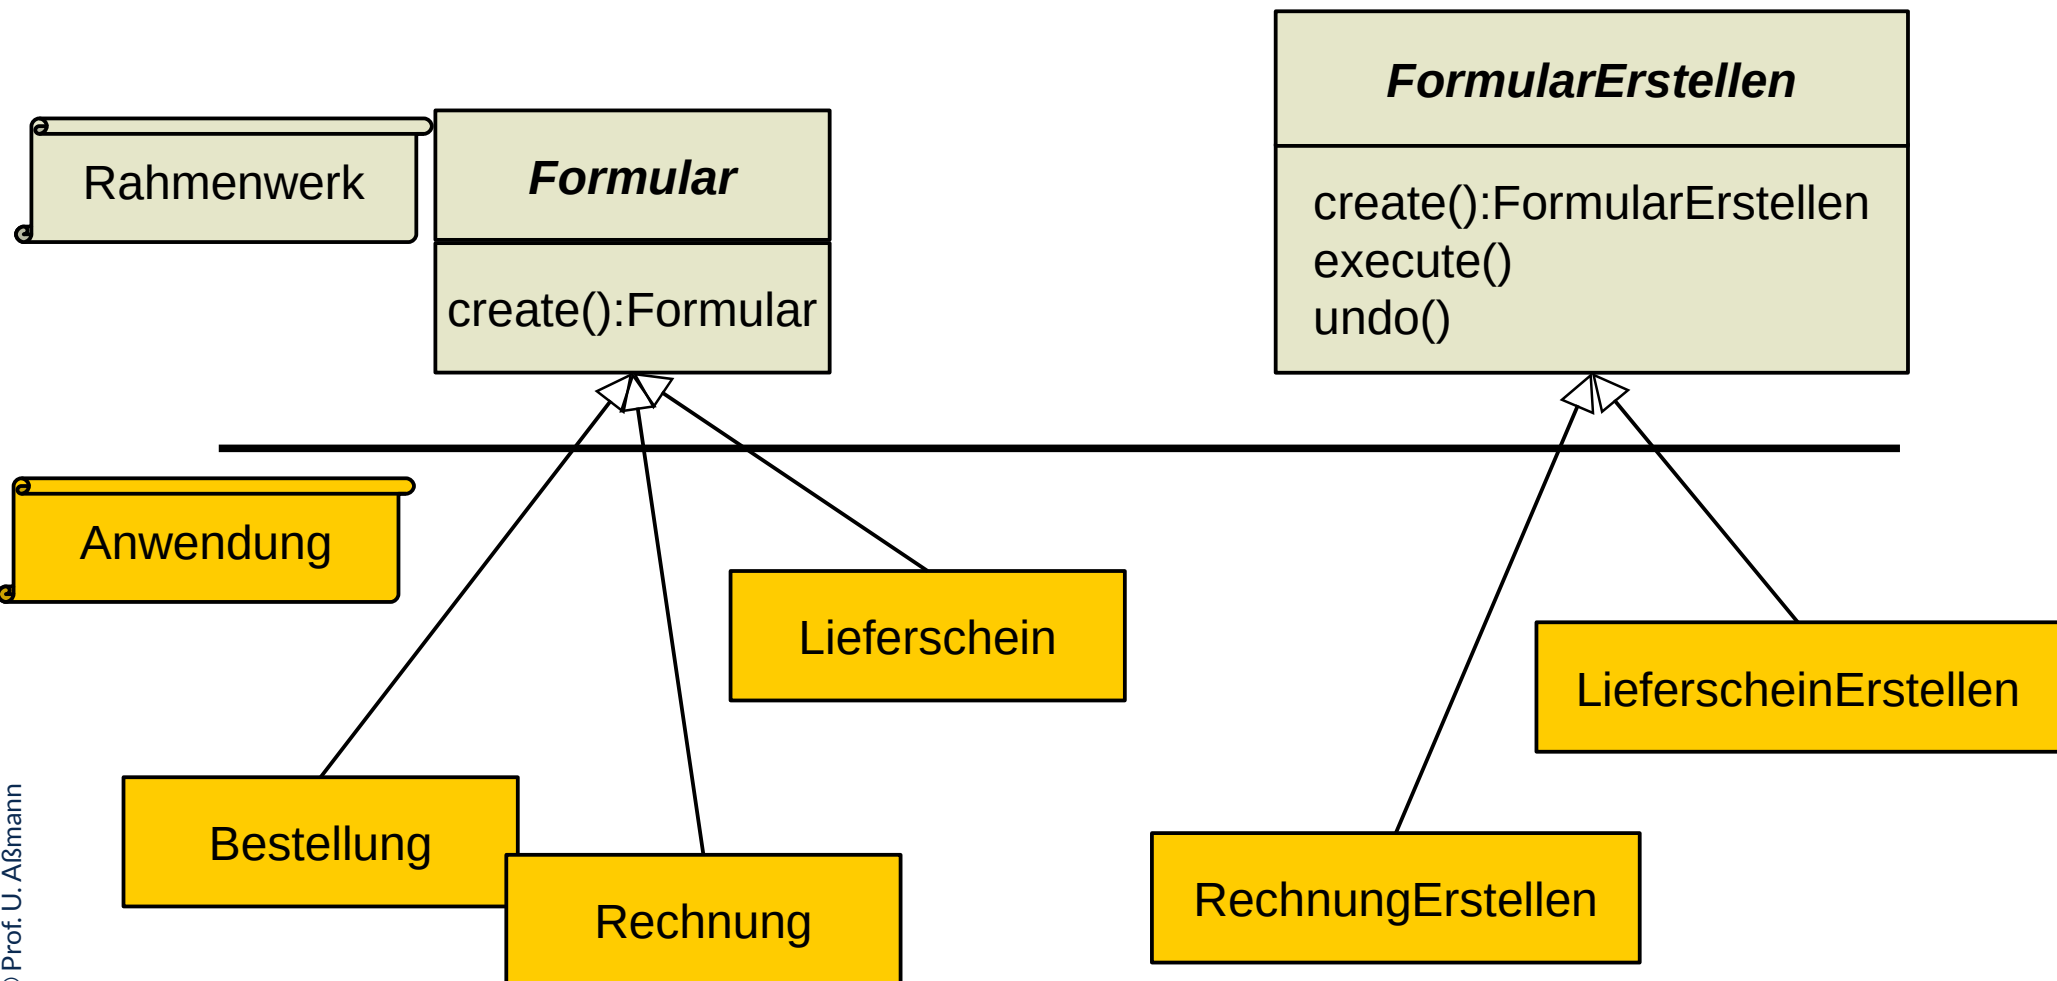 Rahmenwerk
Formular
create():Formular
FormularErstellen
create():FormularErstellen
execute()
undo()
Anwendung
Lieferschein
LieferscheinErstellen
Bestellung
Rechnung
RechnungErstellen
© Prof. U. Aßmann